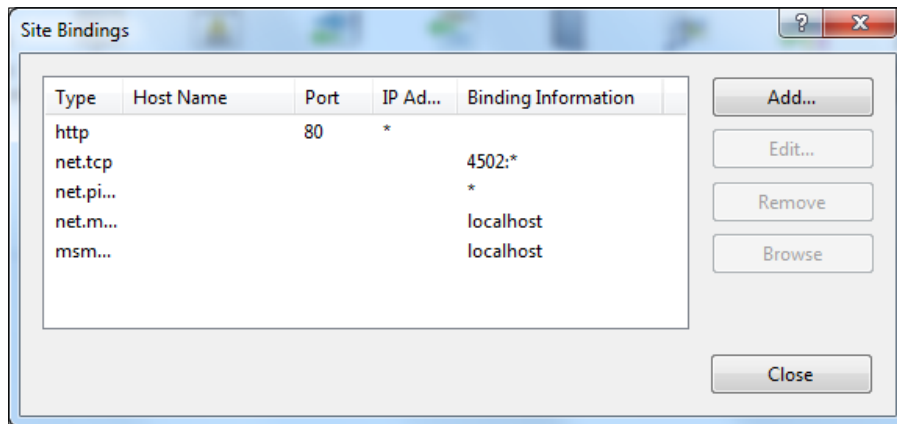 Site Bindings
Type Host Name Port IP Ad... Binding Information
http 80 *
net.tcp 4502:*
net.pi... *
net.m... localhost
msm... localhost
Add...
Edit...
Remove
Browse
Close